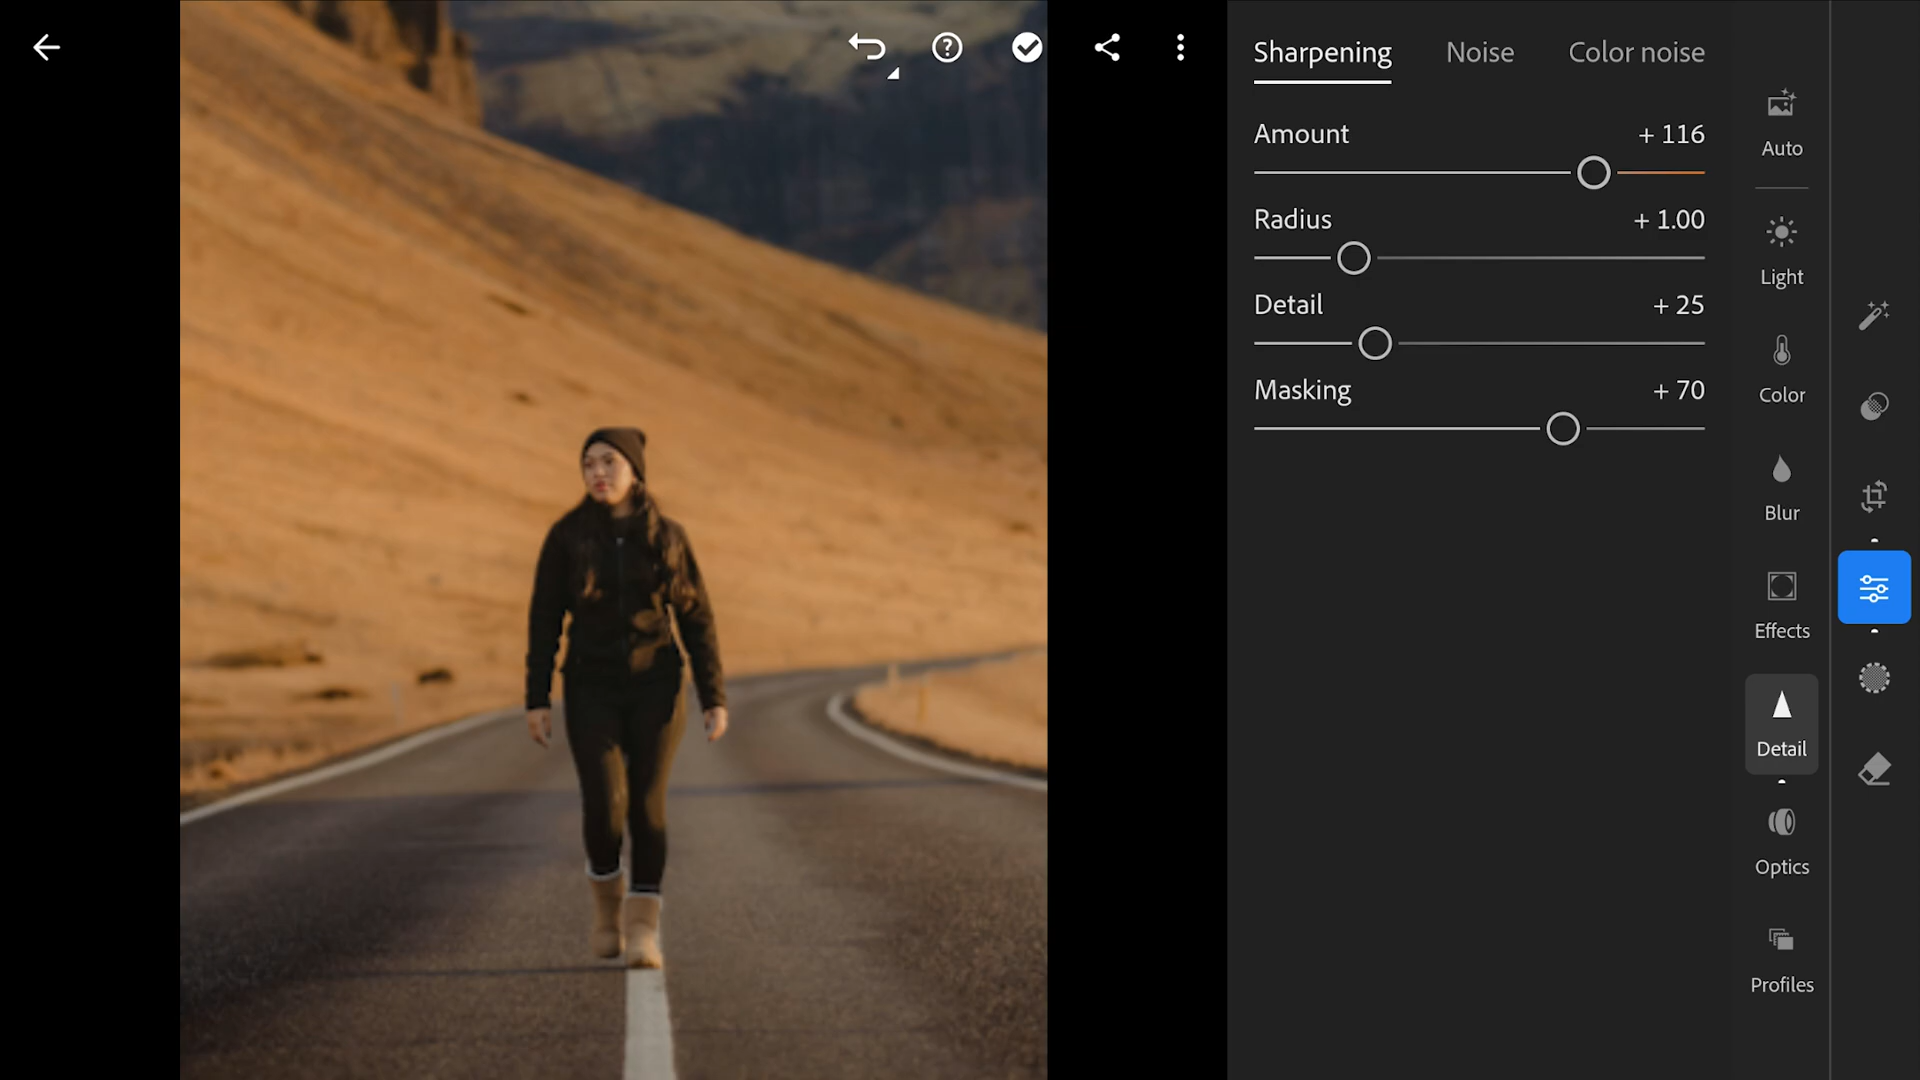 Sharpening Noise Color noise
Amount + 116
Radius + 1.00
Detail + 25
Masking + 70
Auto
Light
Color
Blur
Effects
Detail
Optics
Profiles